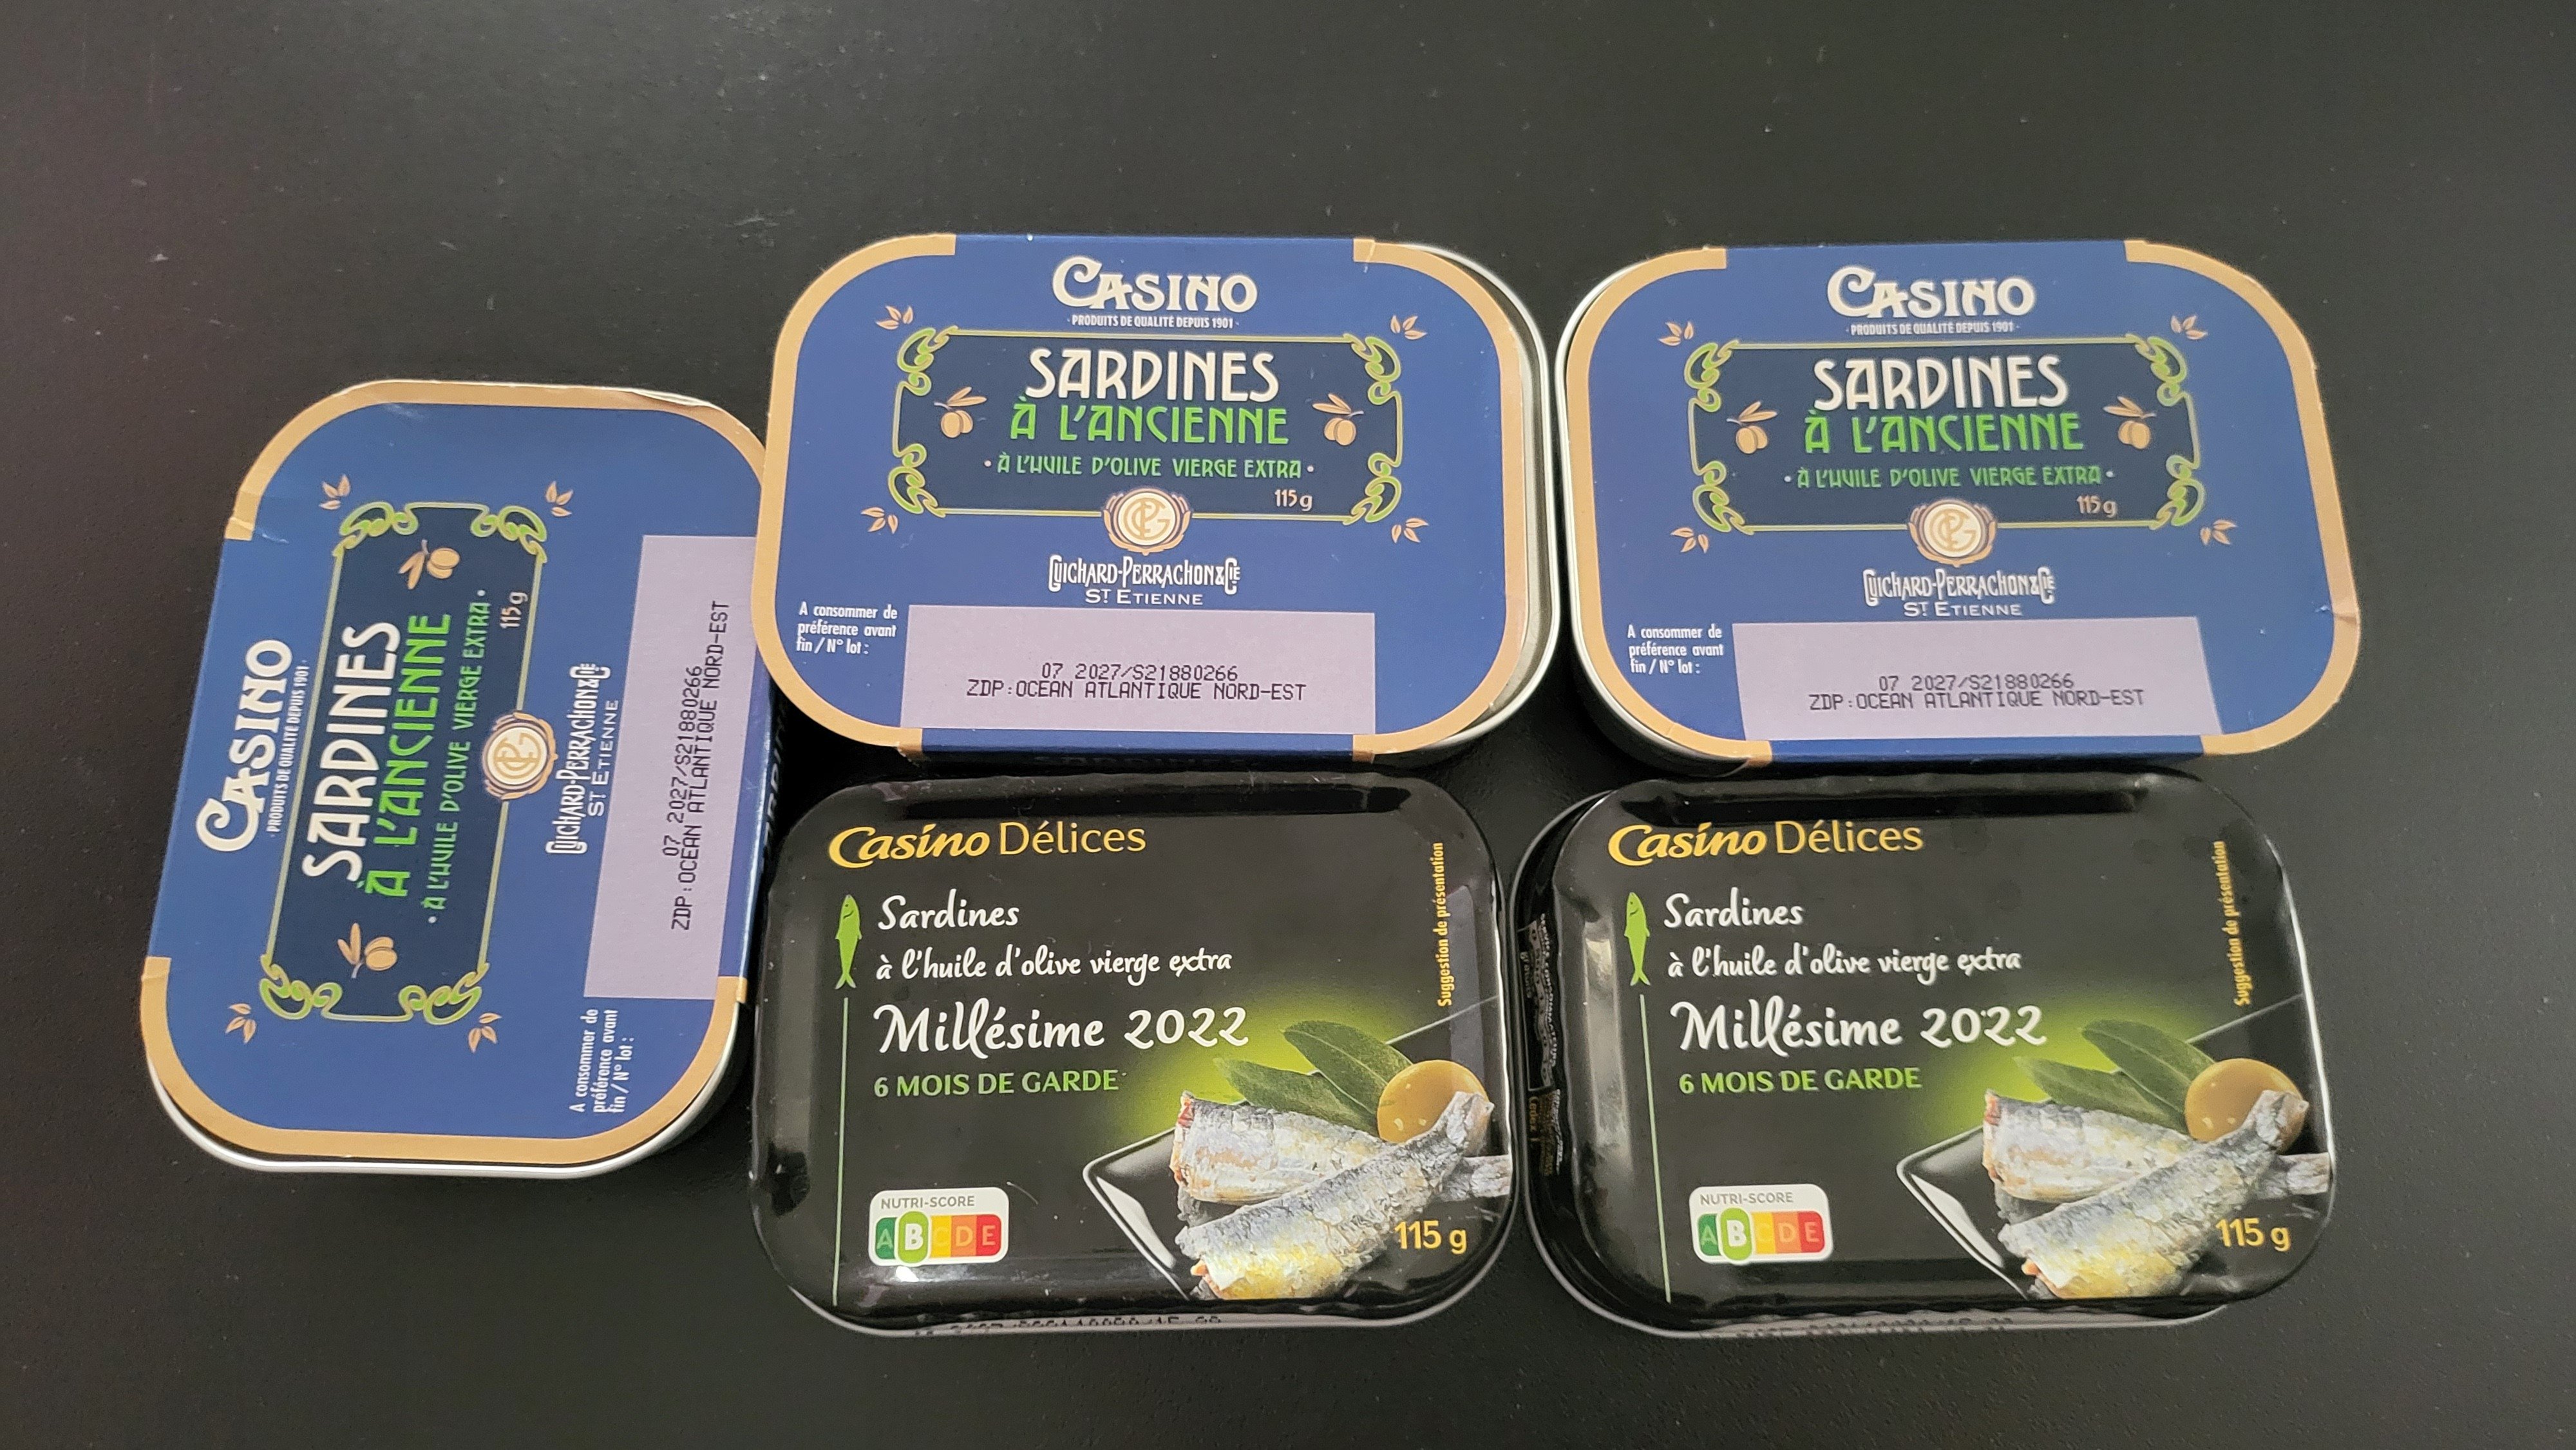 CASINO
· PRODUITS DE QUALITÉ DEPUIS 1901 ·
SARDINES
À L'ANCIENNE
• À L'HUILE D'OLIVE VIERGE EXTRA •
115 g
GUICHARD-PERRACHON & CIE
ST ETIENNE
A consommer de
préférence avant
fin / N° lot :
07 2027/S21880266
ZDP:OCEAN ATLANTIQUE NORD-EST
CASINO
· PRODUITS DE QUALITÉ DEPUIS 1901 ·
SARDINES
À L'ANCIENNE
• À L'HUILE D'OLIVE VIERGE EXTRA •
115 g
GUICHARD-PERRACHON & CIE
ST ETIENNE
A consommer de
préférence avant
fin / N° lot :
07 2027/S21880266
ZDP:OCEAN ATLANTIQUE NORD-EST
CASINO
· PRODUITS DE QUALITÉ DEPUIS 1901 ·
SARDINES
À L'ANCIENNE
• À L'HUILE D'OLIVE VIERGE EXTRA •
115 g
GUICHARD-PERRACHON & CIE
ST ETIENNE
A consommer de
préférence avant
fin / N° lot :
07 2027/S21880266
ZDP:OCEAN ATLANTIQUE NORD-EST
Casino Délices
Sardines
à l'huile d'olive vierge extra
Millésime 2022
6 MOIS DE GARDE
Suggestion de présentation
NUTRI-SCORE
A B C D E
115 g
Casino Délices
Sardines
à l'huile d'olive vierge extra
Millésime 2022
6 MOIS DE GARDE
Suggestion de présentation
NUTRI-SCORE
A B C D E
115 g